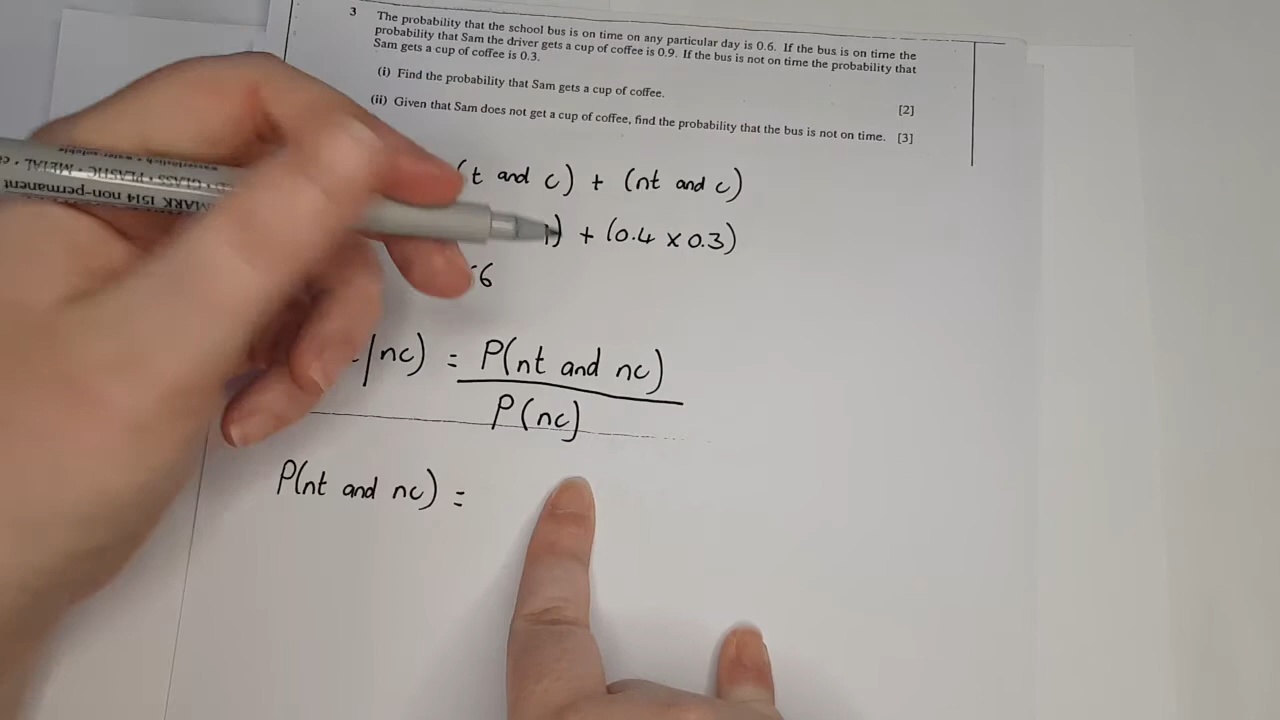 3 The probability that the school bus is on time on any particular day is 0.6. If the bus is on time the
probability that Sam the driver gets a cup of coffee is 0.9. If the bus is not on time the probability that
Sam gets a cup of coffee is 0.3.
(i) Find the probability that Sam gets a cup of coffee. [2]
(ii) Given that Sam does not get a cup of coffee, find the probability that the bus is not on time. [3]
(t and c) + (nt and c)
) + (0.4 x 0.3)
6
MARK 1514 non-permanent
METAL
/nc) = P(nt and nc)
P(nc)
P(nt and nc) =